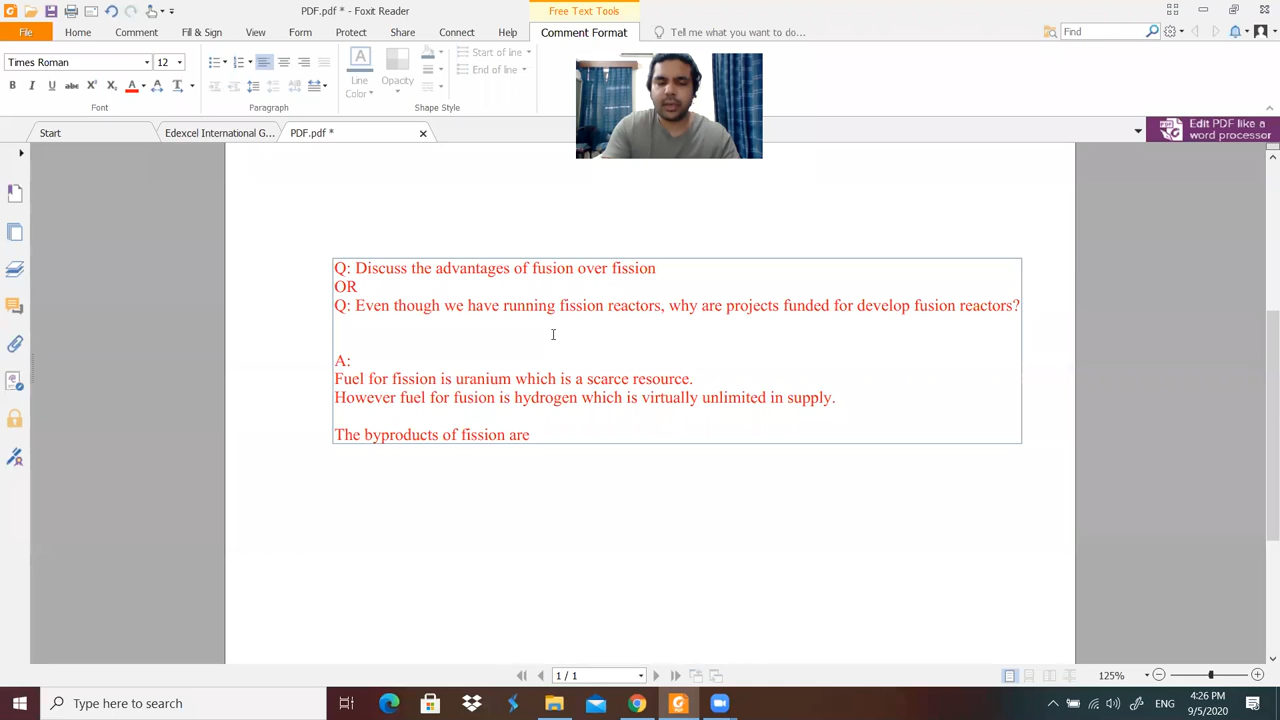 PDF.pdf * - Foxit Reader
Free Text Tools
File
Home
Comment
Fill & Sign
View
Form
Protect
Share
Connect
Help
Comment Format
Tell me what you want to do...
Find
Times Roman
12
Font
Paragraph
Line Color
Opacity
Start of line
End of line
Shape Style
Start
Edexcel International G...
PDF.pdf *
Edit PDF like a
word processor
Q: Discuss the advantages of fusion over fission
OR
Q: Even though we have running fission reactors, why are projects funded for develop fusion reactors?
A:
Fuel for fission is uranium which is a scarce resource.
However fuel for fusion is hydrogen which is virtually unlimited in supply.
The byproducts of fission are
1 / 1
125%
Type here to search
ENG
4:26 PM
9/5/2020